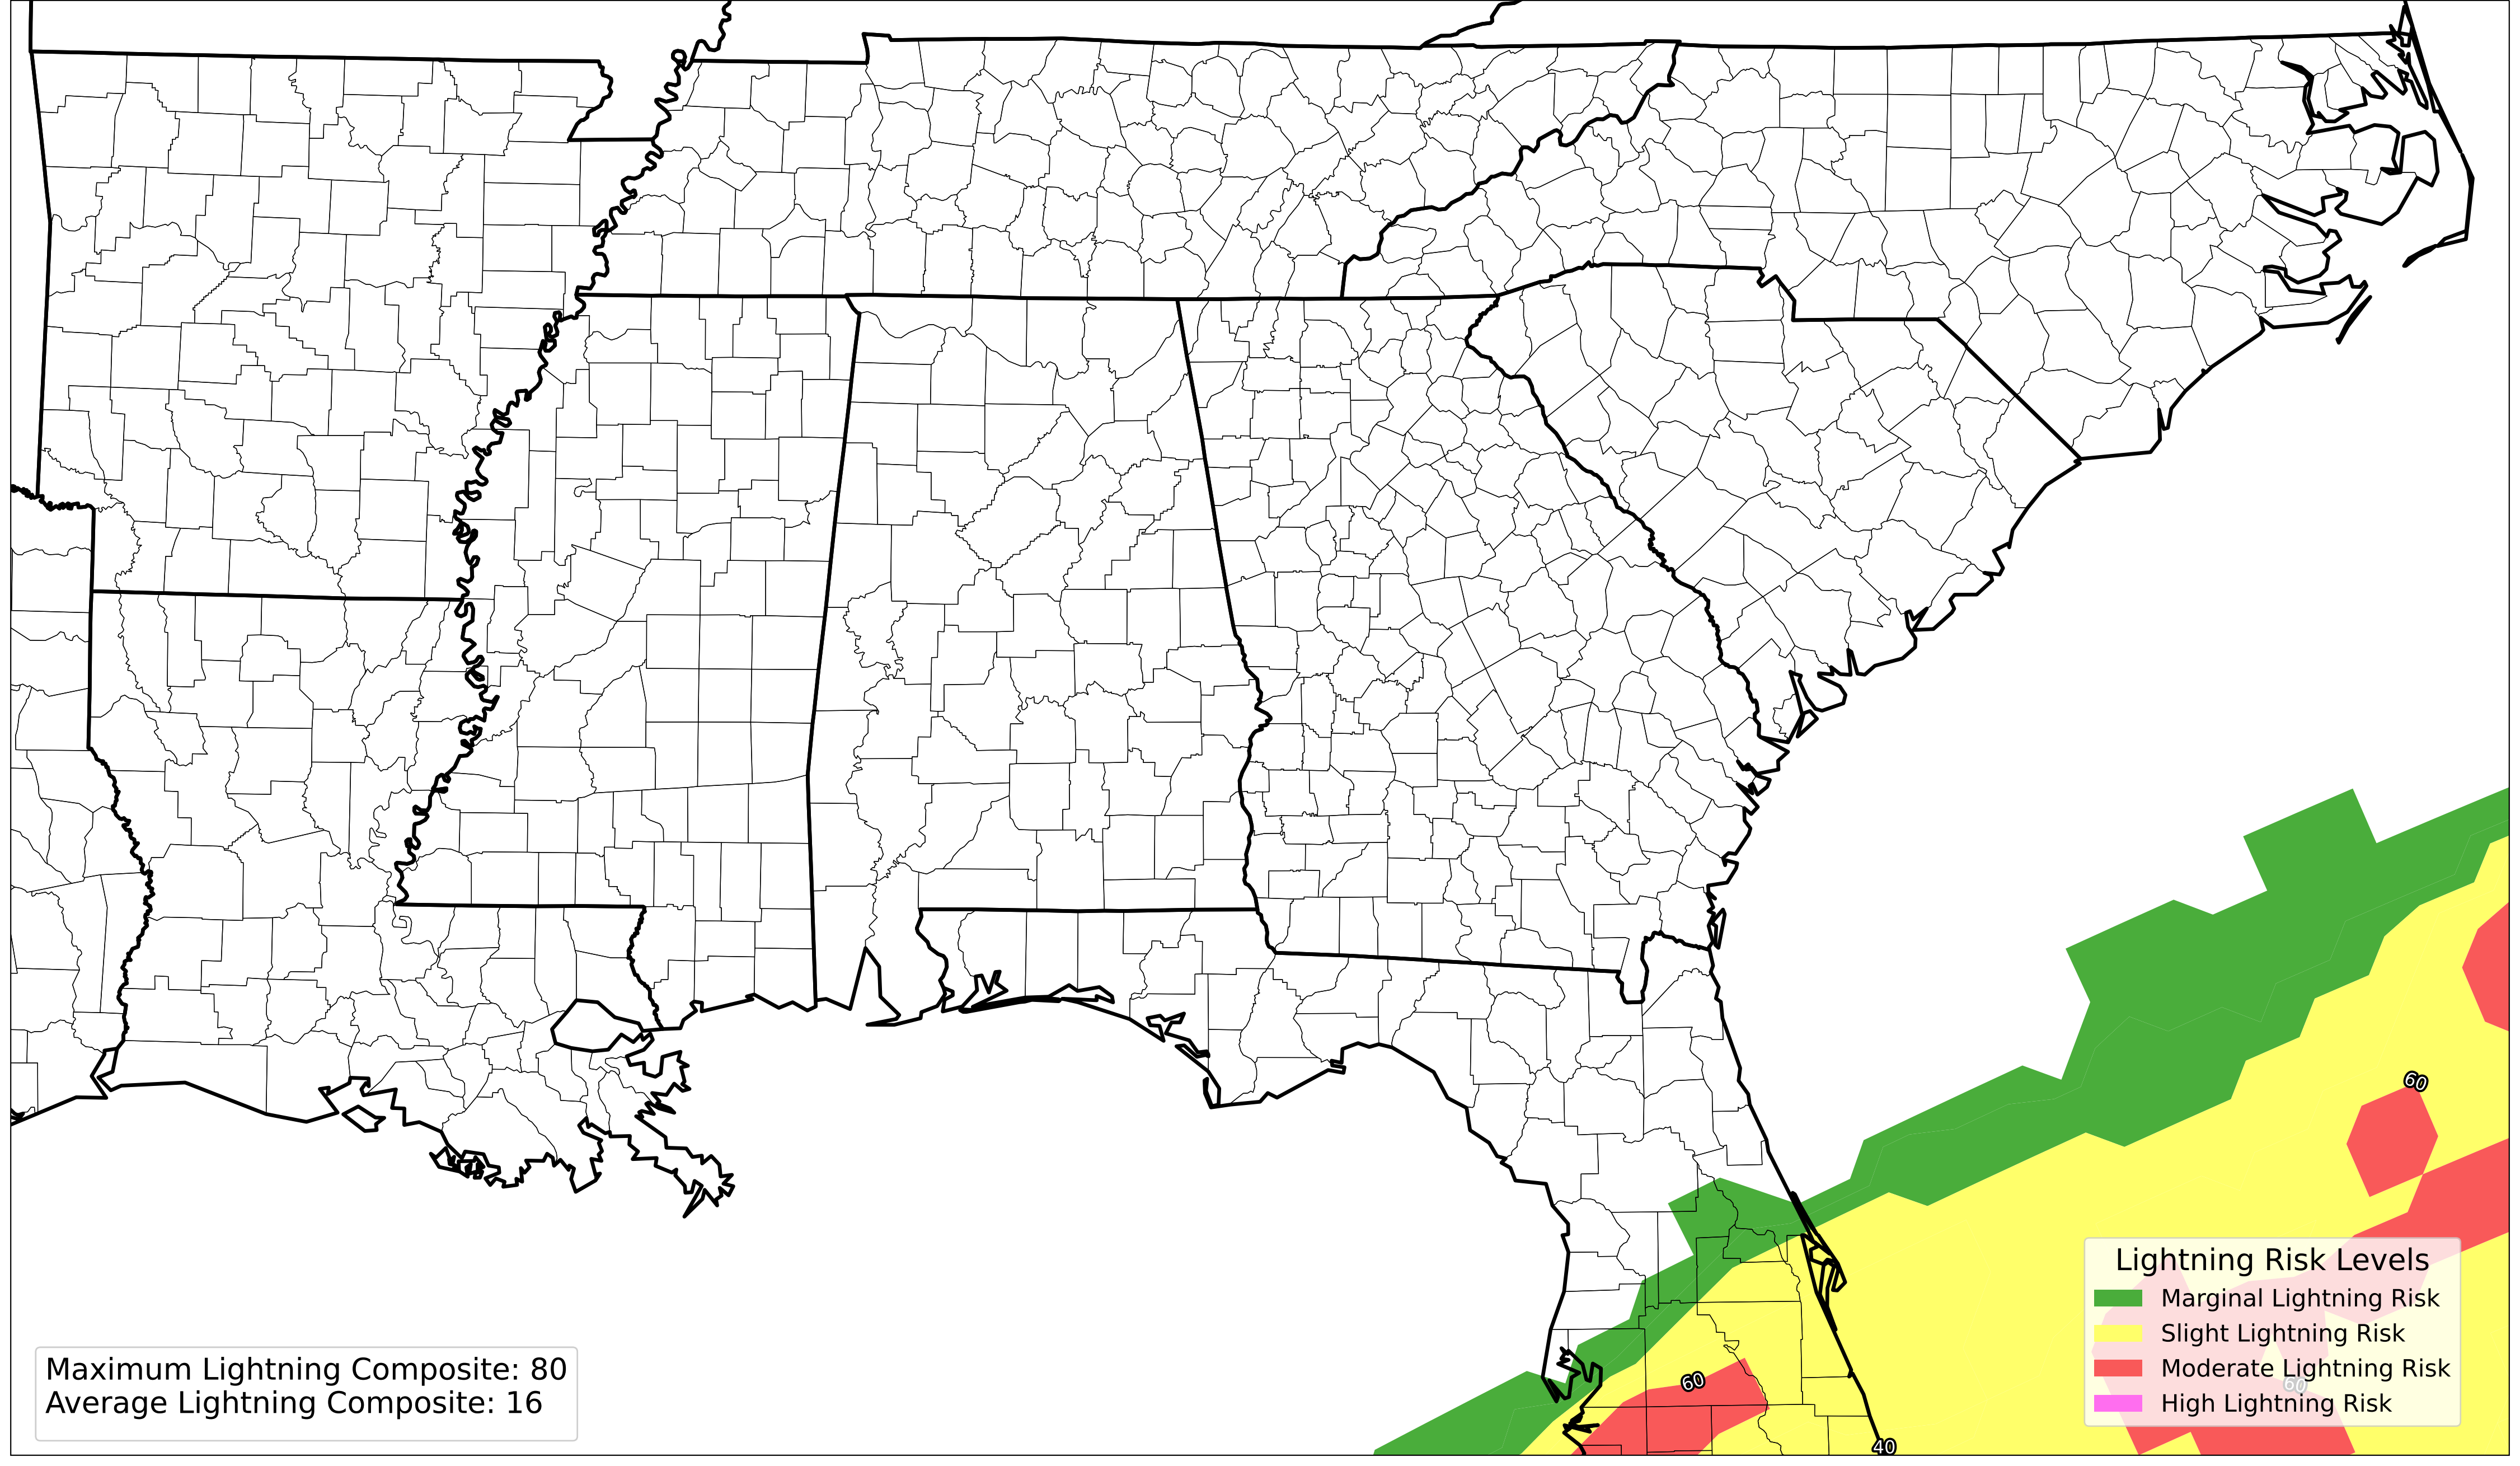 60
Lightning Risk Levels
Marginal Lightning Risk
Slight Lightning Risk
Moderate Lightning Risk
High Lightning Risk
60
Maximum Lightning Composite: 80
Average Lightning Composite: 16
60
40